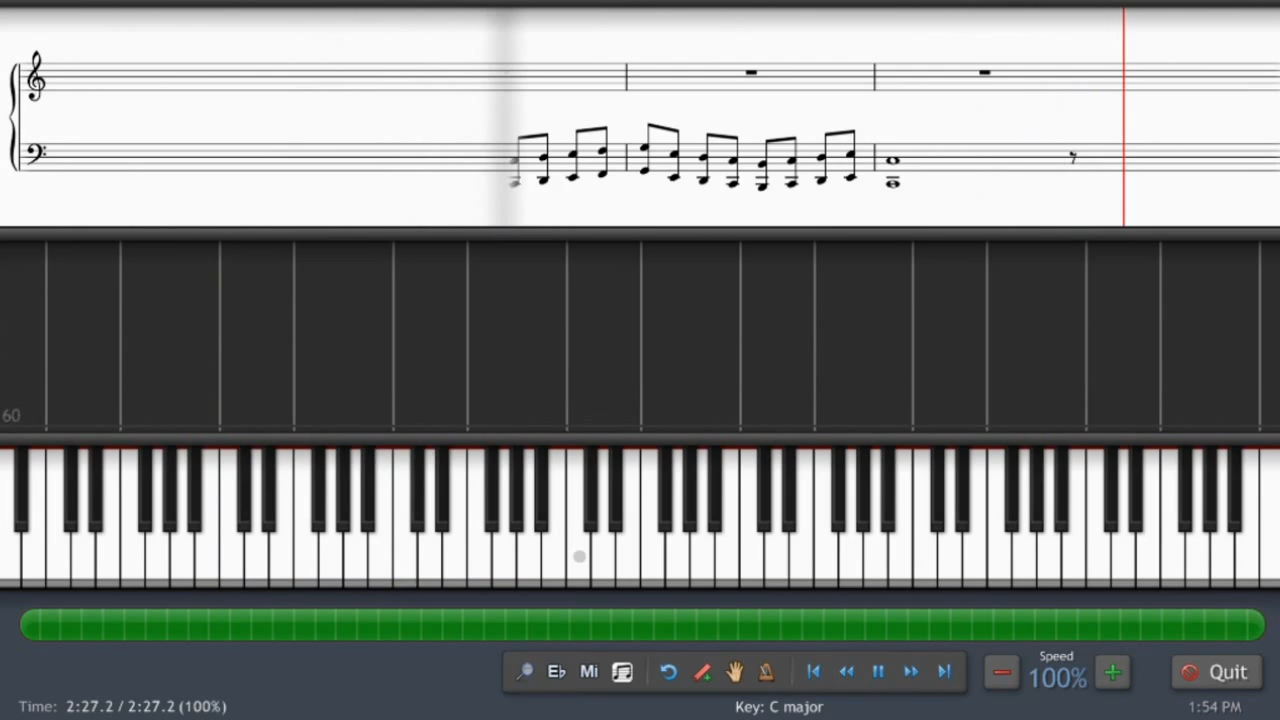 60
Eb Mi
Speed
100%
Quit
Time: 2:27.2 / 2:27.2 (100%)
Key: C major
1:54 PM